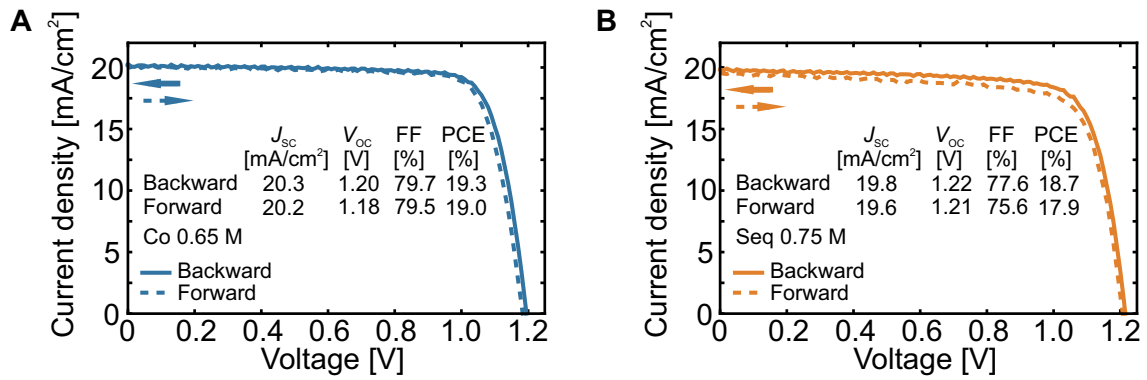 A
Current density [mA/cm²]
20
15
10
5
0
J_SC V_OC FF PCE
[mA/cm²] [V] [%] [%]
Backward 20.3 1.20 79.7 19.3
Forward 20.2 1.18 79.5 19.0
Co 0.65 M
Backward
Forward
0 0.2 0.4 0.6 0.8 1.0 1.2
Voltage [V]
B
Current density [mA/cm²]
20
15
10
5
0
J_SC V_OC FF PCE
[mA/cm²] [V] [%] [%]
Backward 19.8 1.22 77.6 18.7
Forward 19.6 1.21 75.6 17.9
Seq 0.75 M
Backward
Forward
0 0.2 0.4 0.6 0.8 1.0 1.2
Voltage [V]